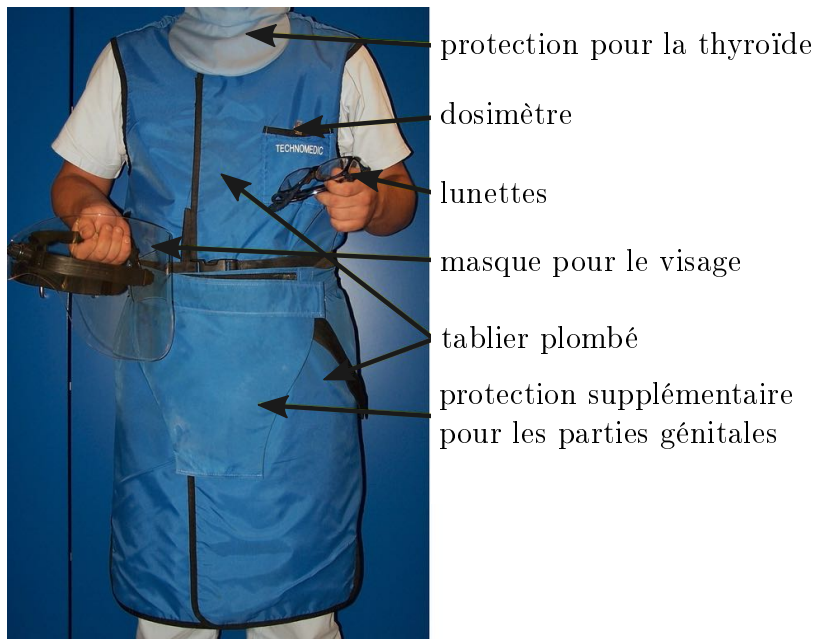 protection pour la thyroïde
dosimètre
TECHNOMEDIC
lunettes
masque pour le visage
tablier plombé
protection supplémentaire
pour les parties génitales